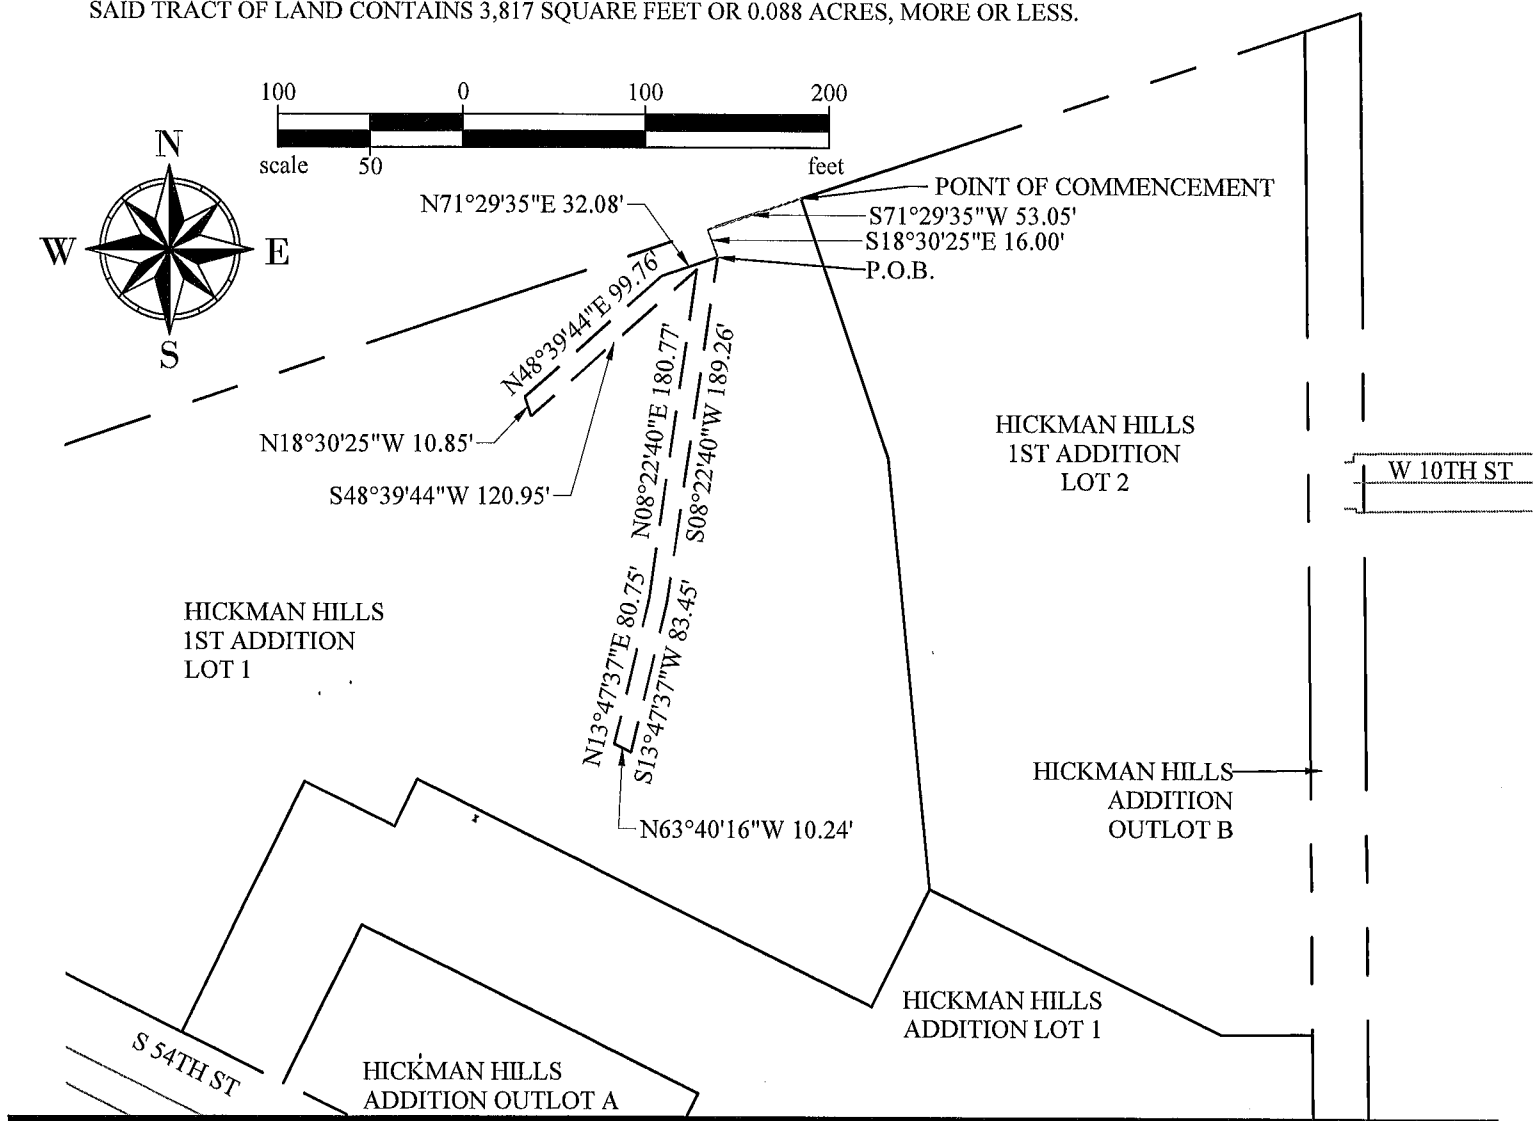 SAID TRACT OF LAND CONTAINS 3,817 SQUARE FEET OR 0.088 ACRES, MORE OR LESS.
100 0 100 200
scale 50 feet
N
W E
S
N71°29'35"E 32.08'
POINT OF COMMENCEMENT
S71°29'35"W 53.05'
S18°30'25"E 16.00'
P.O.B.
N48°39'44"E 99.76'
N18°30'25"W 10.85'
S48°39'44"W 120.95'
N08°22'40"E 180.77'
S08°22'40"W 189.26'
HICKMAN HILLS
1ST ADDITION
LOT 2
W 10TH ST
HICKMAN HILLS
1ST ADDITION
LOT 1
N13°47'37"E 80.75'
S13°47'37"W 83.45'
N63°40'16"W 10.24'
HICKMAN HILLS
ADDITION
OUTLOT B
HICKMAN HILLS
ADDITION LOT 1
S 54TH ST
HICKMAN HILLS
ADDITION OUTLOT A